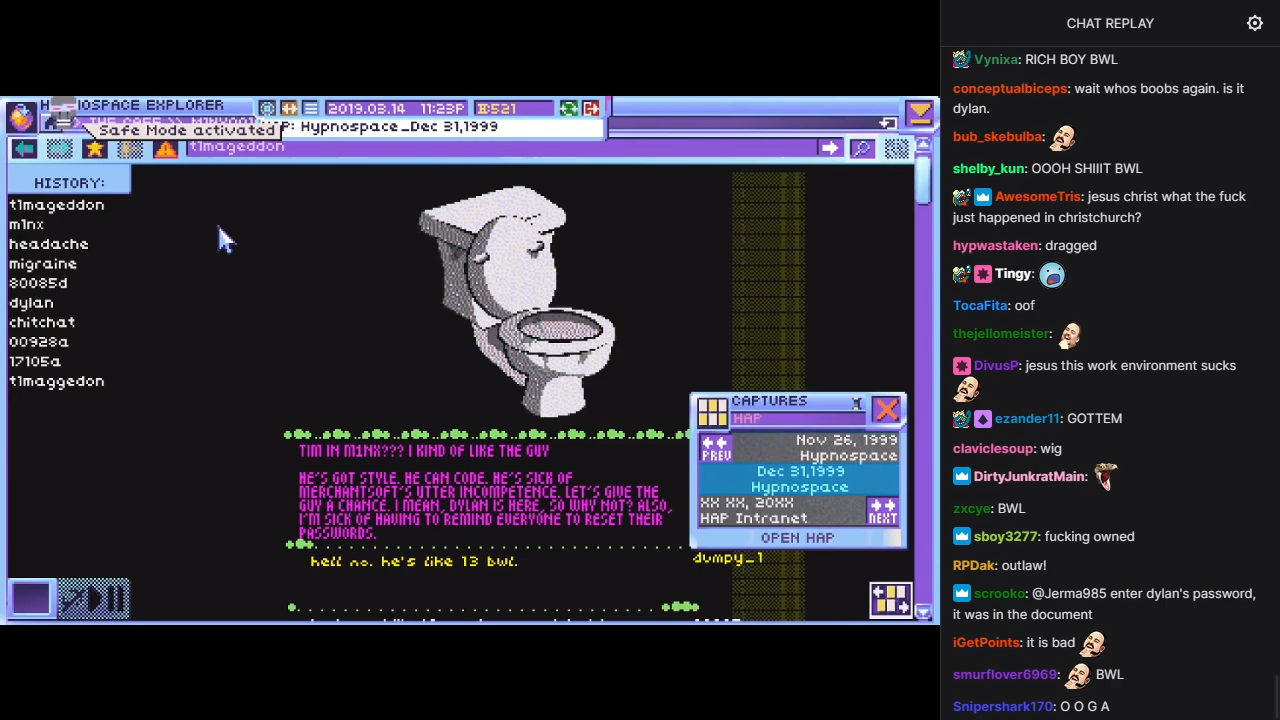 CHAT REPLAY
HYPNOSPACE EXPLORER
2019.03.14 11:23P
521
THE CAFE >> M1NX
Safe Mode activated
P: Hypnospace_Dec 31,1999
t1mageddon
HISTORY:
t1mageddon
m1nx
headache
migraine
80085d
dylan
chitchat
00928a
17105a
t1maggedon
TIM IN M1NX??? I KIND OF LIKE THE GUY
HE'S GOT STYLE. HE CAN CODE. HE'S SICK OF
MERCHANTSOFT'S UTTER INCOMPETENCE. LET'S GIVE THE
GUY A CHANCE. I MEAN, DYLAN IS HERE, SO WHY NOT? ALSO,
I'M SICK OF HAVING TO REMIND EVERYONE TO RESET THEIR
PASSWORDS.
hell no. he's like 13 bwl.
dumpy_1
CAPTURES
HAP
PREV
Nov 26, 1999
Hypnospace
Dec 31,1999
Hypnospace
XX XX, 20XX
HAP Intranet
NEXT
OPEN HAP
Vynixa: RICH BOY BWL
conceptualbiceps: wait whos boobs again. is it
dylan.
bub_skebulba:
shelby_kun: OOOH SHIIIT BWL
AwesomeTris: jesus christ what the fuck
just happened in christchurch?
hypwastaken: dragged
Tingy:
TocaFita: oof
thejellomeister:
DivusP: jesus this work environment sucks
ezander11: GOTTEM
claviclesoup: wig
DirtyJunkratMain:
zxcye: BWL
sboy3277: fucking owned
RPDak: outlaw!
scrooko: @Jerma985 enter dylan's password,
it was in the document
iGetPoints: it is bad
smurflover6969: BWL
Snipershark170: O O G A